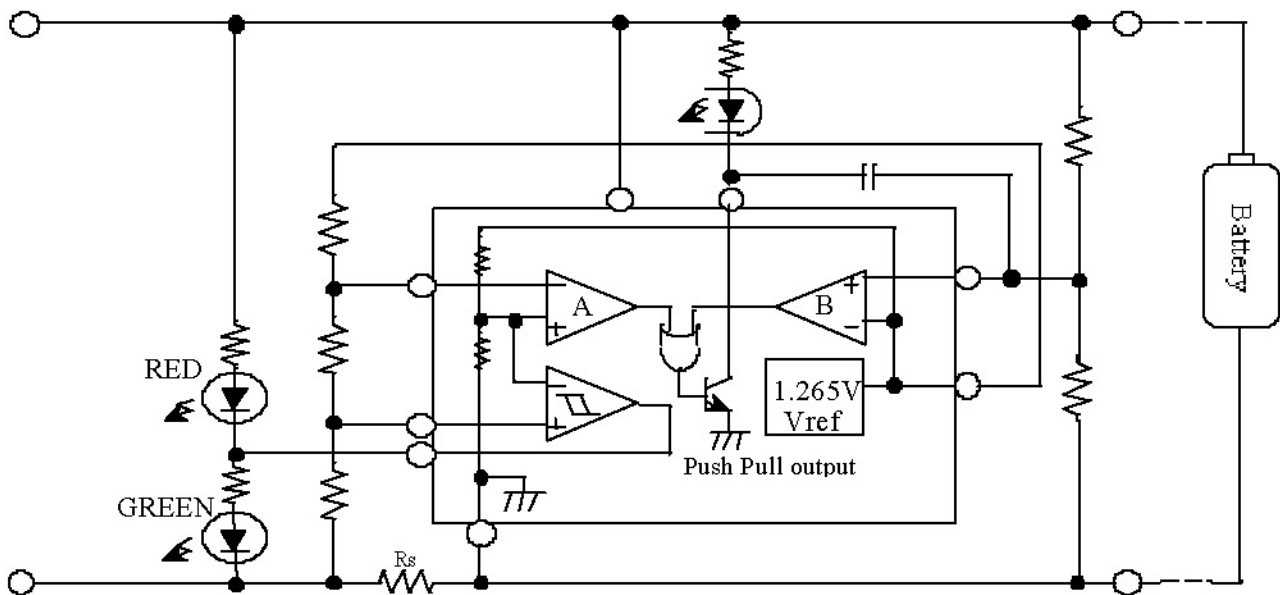 Battery
A
+
−
B
+
−
−
+
RED
1.265V
Vref
Push Pull output
GREEN
Rs